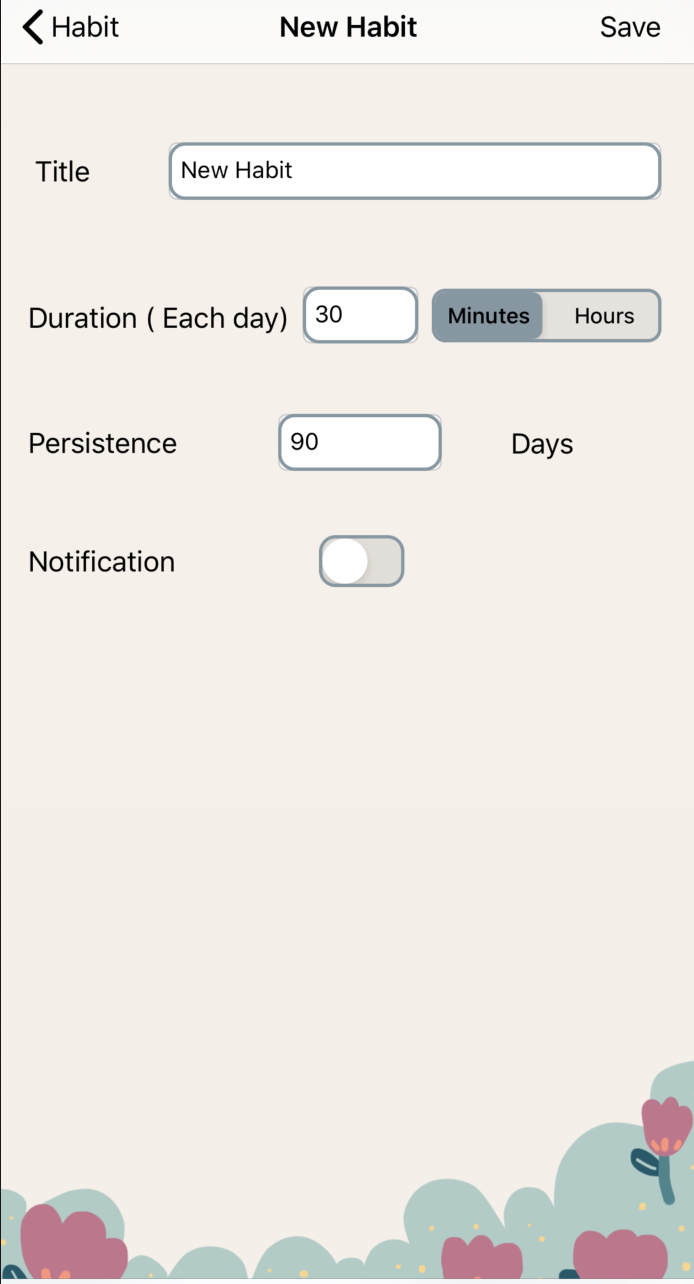 Habit New Habit Save
Title New Habit
Duration ( Each day) 30 Minutes Hours
Persistence 90 Days
Notification